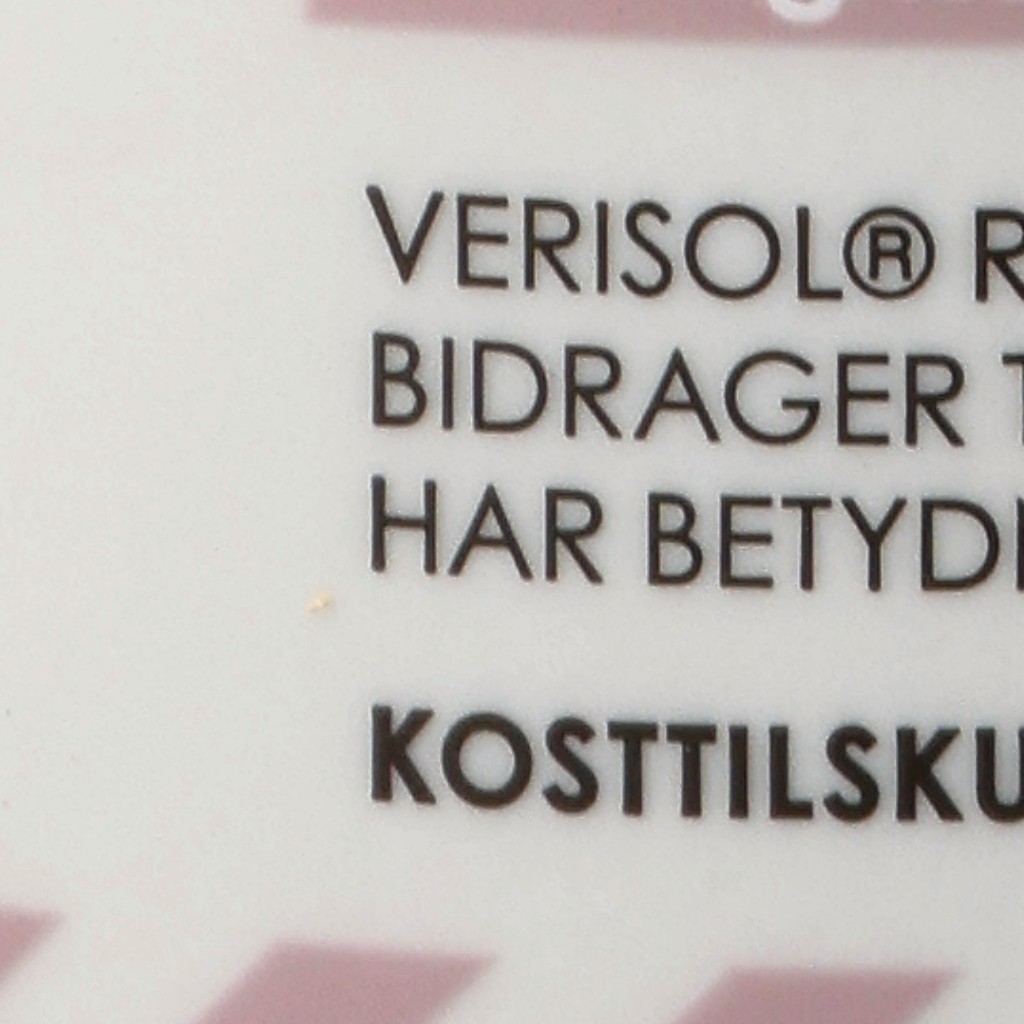 VERISOL® R
BIDRAGER T
HAR BETYD
KOSTTILSKU